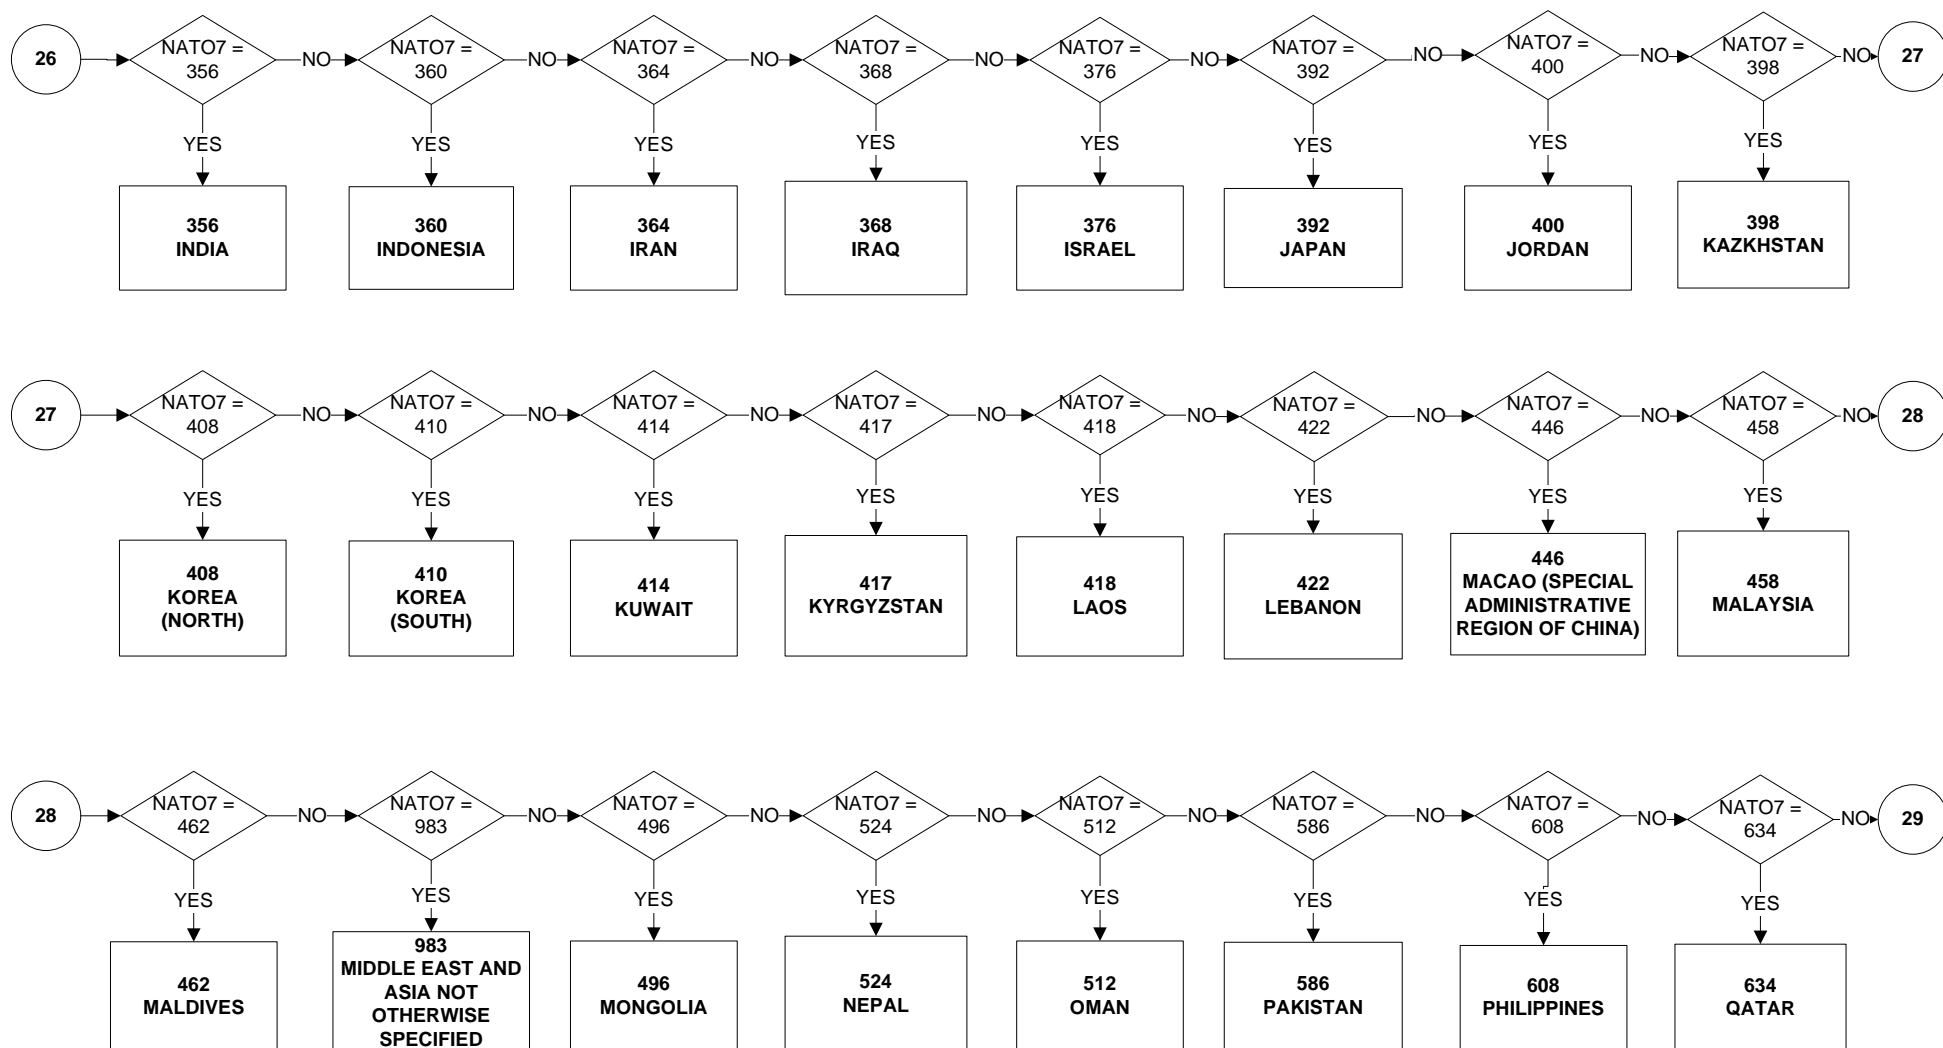 26
NATO7 =
356
NO
NATO7 =
360
NO
NATO7 =
364
NO
NATO7 =
368
NO
NATO7 =
376
NO
NATO7 =
392
NO
NATO7 =
400
NO
NATO7 =
398
NO
27
YES
YES
YES
YES
YES
YES
YES
YES
356
INDIA
360
INDONESIA
364
IRAN
368
IRAQ
376
ISRAEL
392
JAPAN
400
JORDAN
398
KAZKHSTAN
27
NATO7 =
408
NO
NATO7 =
410
NO
NATO7 =
414
NO
NATO7 =
417
NO
NATO7 =
418
NO
NATO7 =
422
NO
NATO7 =
446
NO
NATO7 =
458
NO
28
YES
YES
YES
YES
YES
YES
YES
YES
408
KOREA
(NORTH)
410
KOREA
(SOUTH)
414
KUWAIT
417
KYRGYZSTAN
418
LAOS
422
LEBANON
446
MACAO (SPECIAL
ADMINISTRATIVE
REGION OF CHINA)
458
MALAYSIA
28
NATO7 =
462
NO
NATO7 =
983
NO
NATO7 =
496
NO
NATO7 =
524
NO
NATO7 =
512
NO
NATO7 =
586
NO
NATO7 =
608
NO
NATO7 =
634
NO
29
YES
YES
YES
YES
YES
YES
YES
YES
462
MALDIVES
983
MIDDLE EAST AND
ASIA NOT
OTHERWISE
SPECIFIED
496
MONGOLIA
524
NEPAL
512
OMAN
586
PAKISTAN
608
PHILIPPINES
634
QATAR